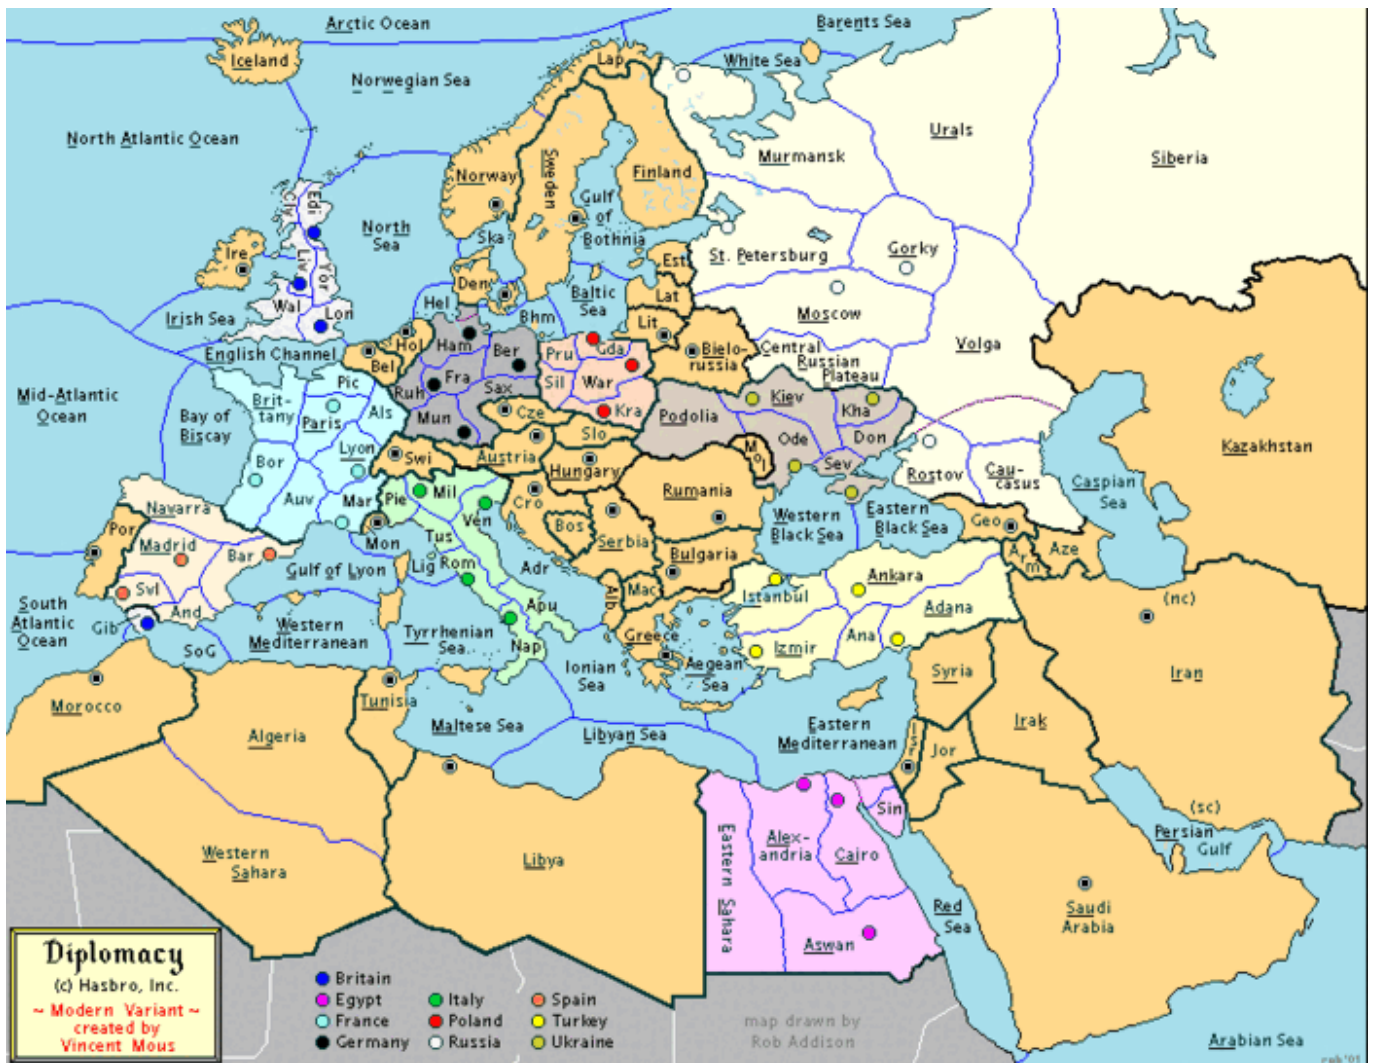 Arctic Ocean
Barents Sea
Iceland
Lap
White Sea
Norwegian Sea
North Atlantic Ocean
Urals
Murmansk
Siberia
Norway
Sweden
Finland
Edi
Cly
Gulf
of
Bothnia
North
Sea
Ska
Gorky
St. Petersburg
Ire
Liv
Yor
Est
Den
Lat
Baltic
Sea
Wal
Hel
Bhm
Moscow
Irish Sea
Lon
Hol
Ham
Lit
Volga
English Channel
Ber
Pru
Gda
Bielo-
russia
Central
Russian
Plateau
Bel
Fra
Sil
War
Pic
Ruh
Sax
Mid-Atlantic
Ocean
Brit-
tany
Paris
Als
Kiev
Kha
Bay of
Biscay
Mun
Cze
Kra
Podolia
Slo
Ode
Don
Lyon
Swi
Austria
Hungary
Mol
Sev
Kazakhstan
Bor
Rostov
Cau-
casus
Auv
Mar
Pie
Mil
Cro
Rumania
Caspian
Sea
Navarra
Ven
Western
Black Sea
Eastern
Black Sea
Por
Bos
Geo
Tus
Serbia
Madrid
Bar
Mon
Arm
Aze
Bulgaria
Gulf of Lyon
Lig
Rom
Adr
Ankara
Svl
Mac
Alb
Istanbul
(nc)
South
Atlantic
Ocean
And
Apu
Adana
Gib
Western
Mediterranean
Tyrrhenian
Sea
Nap
Greece
Ana
SoG
Izmir
Ionian
Sea
Aegean
Sea
Syria
Iran
Morocco
Tunisia
Maltese Sea
Eastern
Mediterranean
Irak
Algeria
Libyan Sea
Isr
Jor
Sin
(sc)
Persian
Gulf
Eastern Sahara
Alex-
andria
Cairo
Western
Sahara
Libya
Red
Sea
Saudi
Arabia
Aswan
Diplomacy
(c) Hasbro, Inc.
~ Modern Variant ~
created by
Vincent Mous
Britain
Egypt
Italy
Spain
France
Poland
Turkey
Germany
Russia
Ukraine
map drawn by
Rob Addison
Arabian Sea